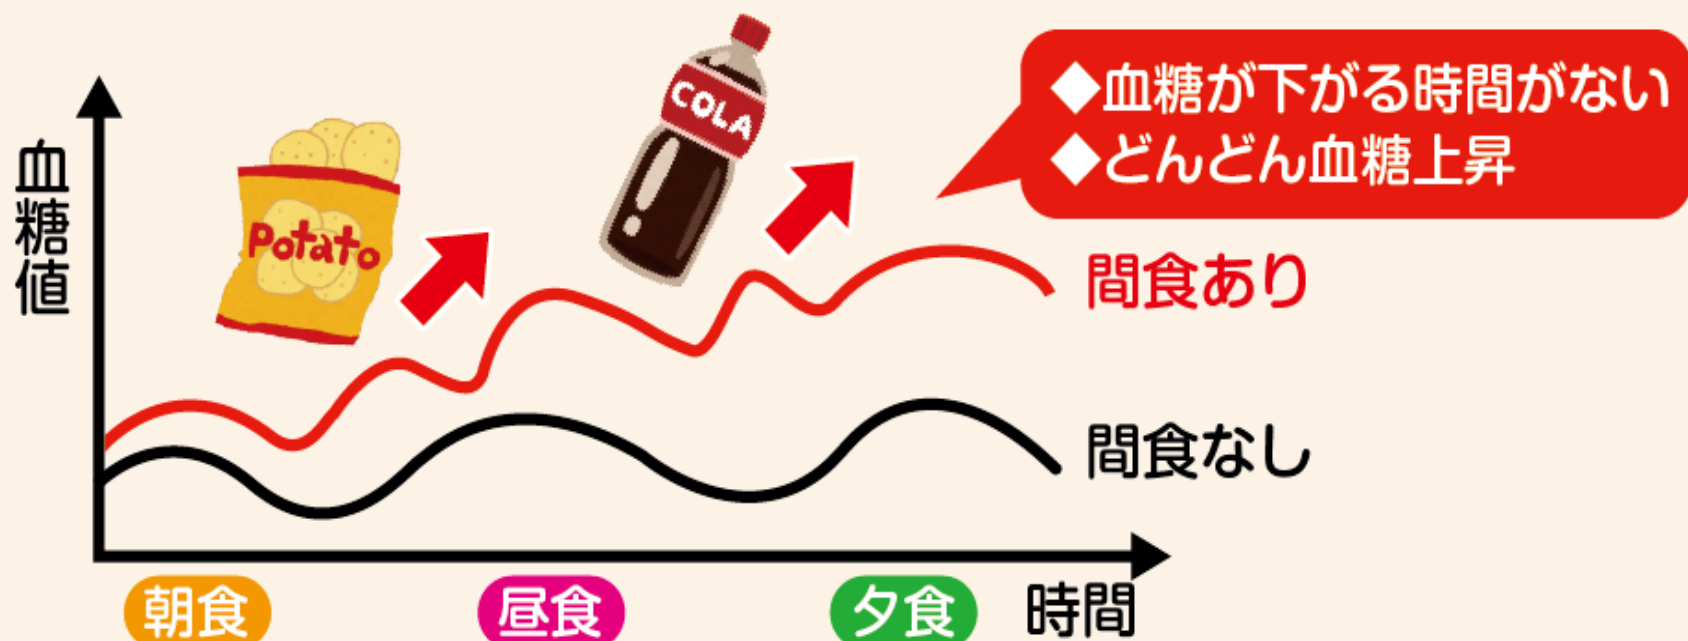 血糖値
potato
COLA
◆血糖が下がる時間がない
◆どんどん血糖上昇
間食あり
間食なし
朝食
昼食
夕食
時間